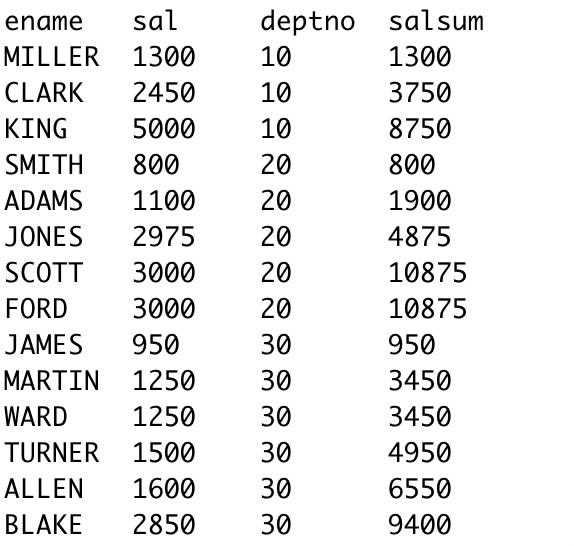 ename sal deptno salsum
MILLER 1300 10 1300
CLARK 2450 10 3750
KING 5000 10 8750
SMITH 800 20 800
ADAMS 1100 20 1900
JONES 2975 20 4875
SCOTT 3000 20 10875
FORD 3000 20 10875
JAMES 950 30 950
MARTIN 1250 30 3450
WARD 1250 30 3450
TURNER 1500 30 4950
ALLEN 1600 30 6550
BLAKE 2850 30 9400